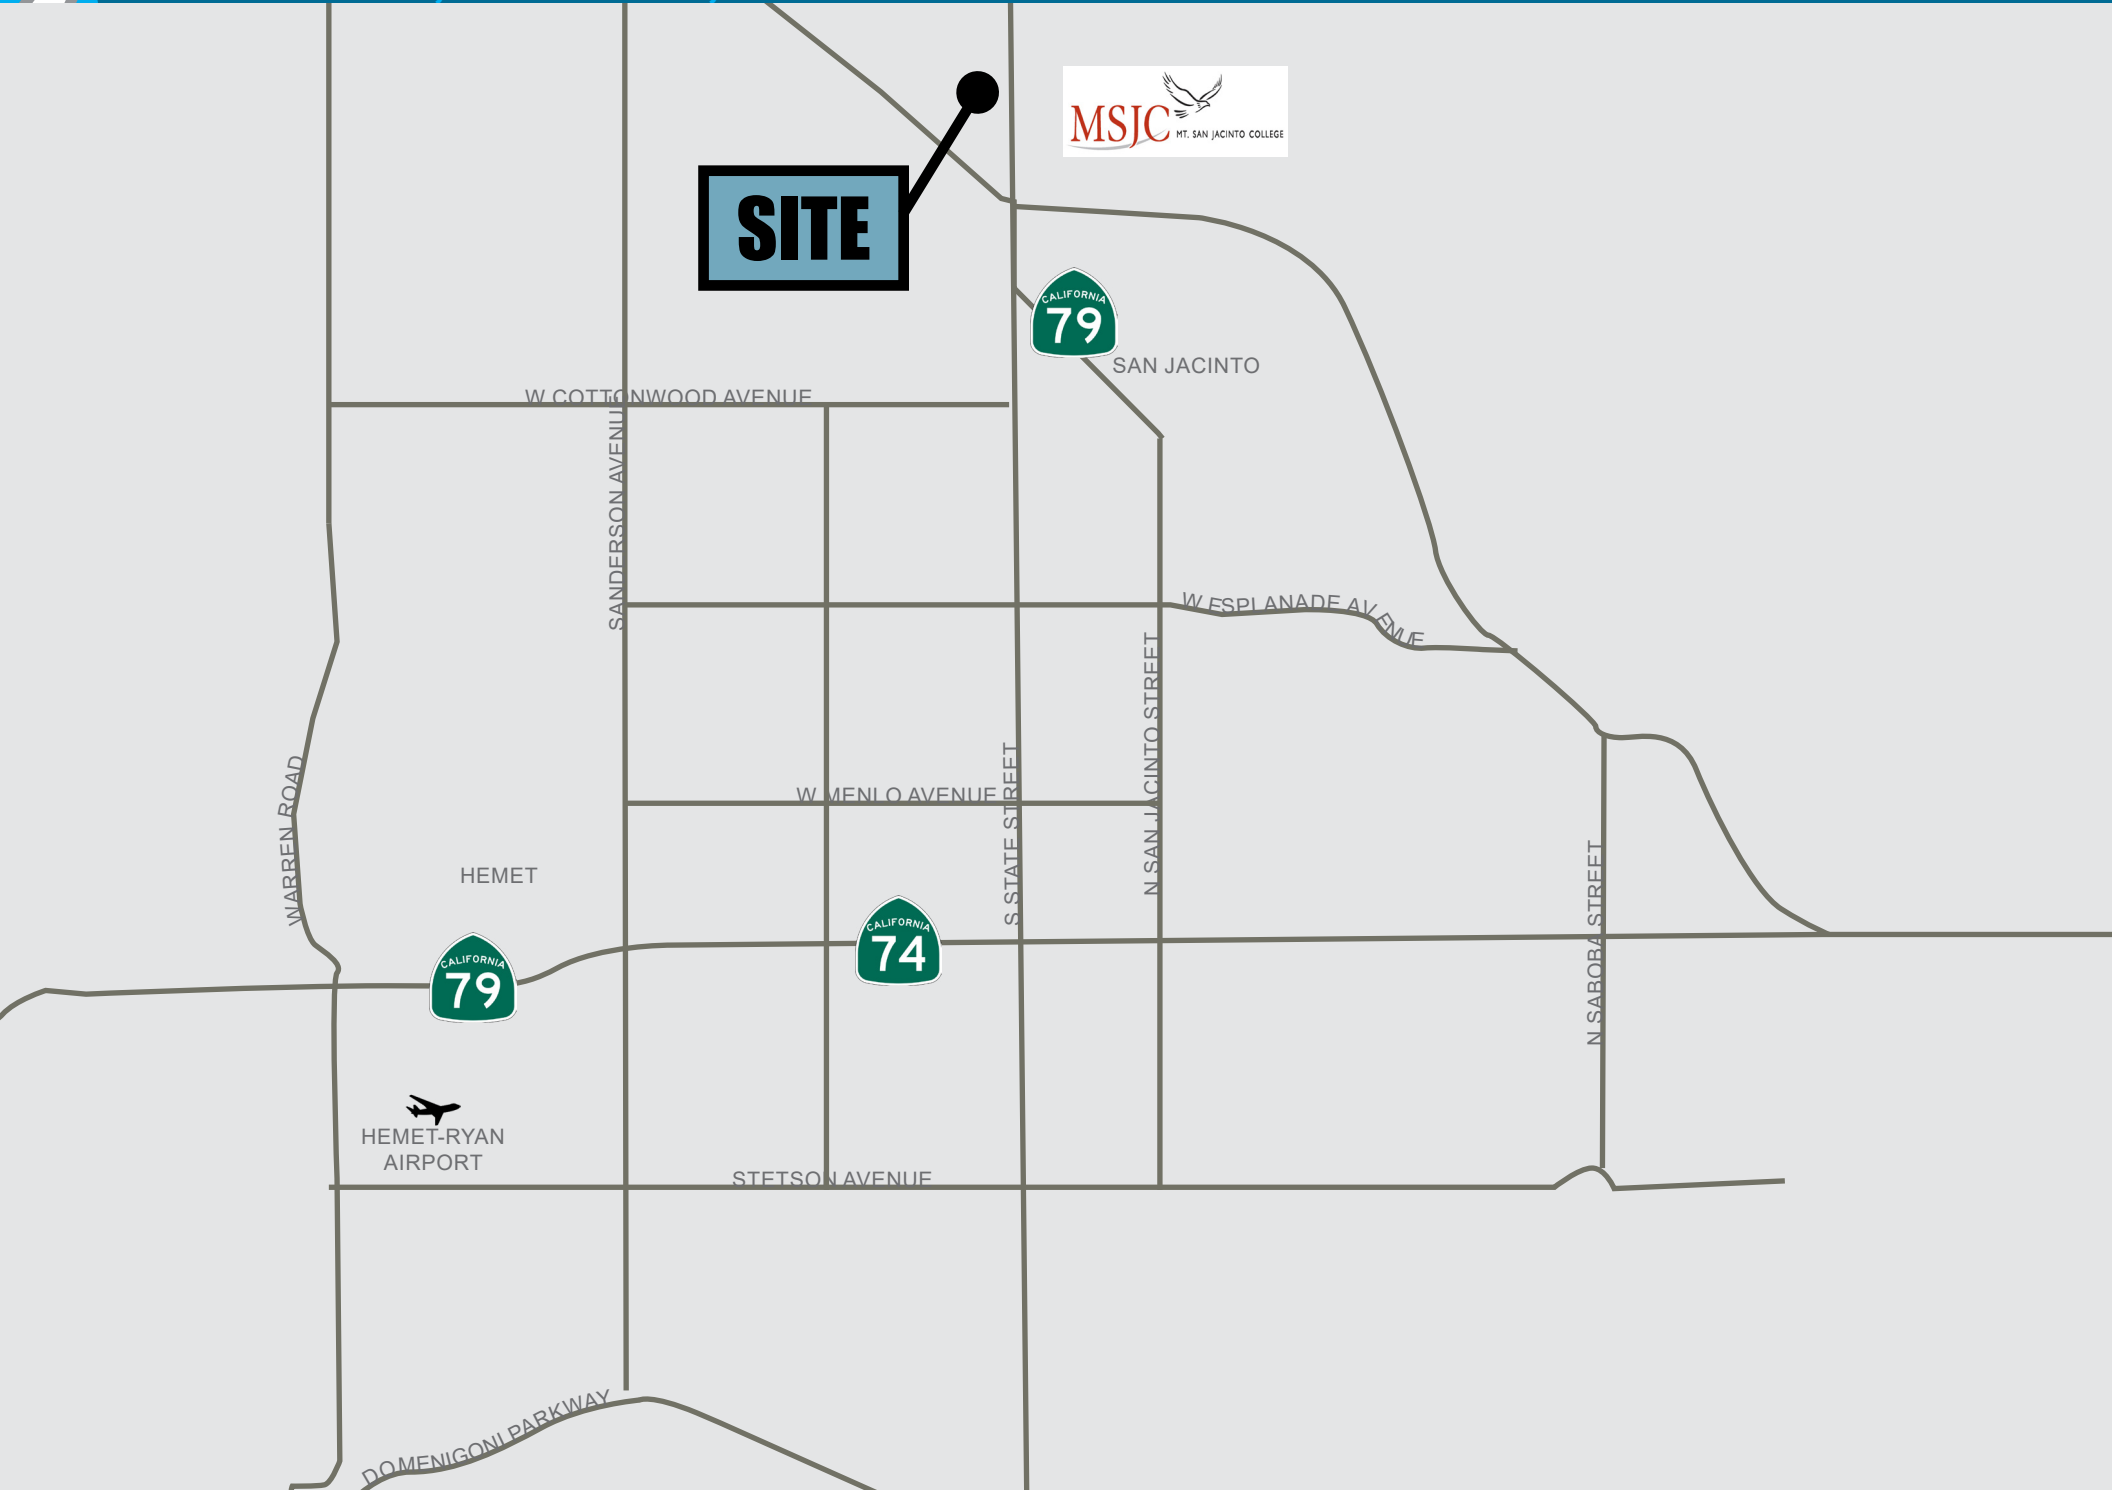 MSJC
MT. SAN JACINTO COLLEGE
SITE
CALIFORNIA
79
SAN JACINTO
W COTTONWOOD AVENUE
SANDERSON AVENUE
W ESPLANADE AVENUE
N SAN JACINTO STREET
S STATE STREET
W MENLO AVENUE
WARREN ROAD
HEMET
N SABOBA STREET
CALIFORNIA
74
CALIFORNIA
79
HEMET-RYAN
AIRPORT
STETSON AVENUE
DOMENIGONI PARKWAY